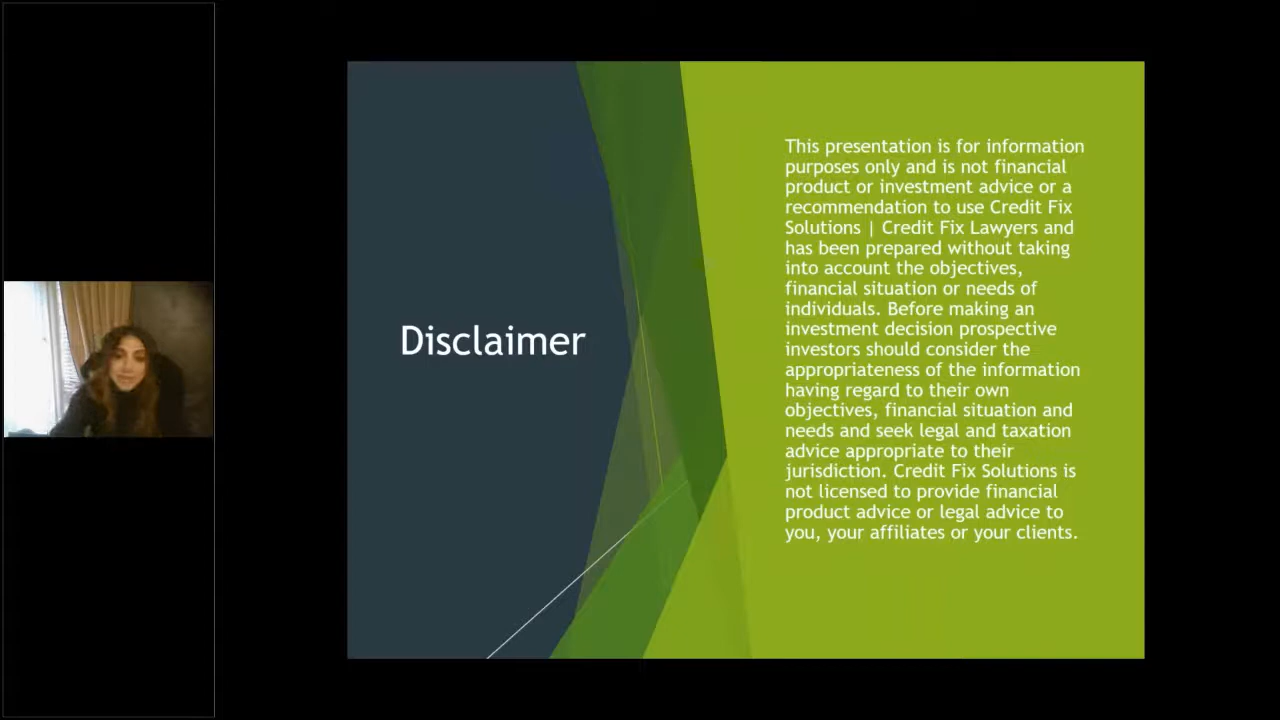 Disclaimer
This presentation is for information
purposes only and is not financial
product or investment advice or a
recommendation to use Credit Fix
Solutions | Credit Fix Lawyers and
has been prepared without taking
into account the objectives,
financial situation or needs of
individuals. Before making an
investment decision prospective
investors should consider the
appropriateness of the information
having regard to their own
objectives, financial situation and
needs and seek legal and taxation
advice appropriate to their
jurisdiction. Credit Fix Solutions is
not licensed to provide financial
product advice or legal advice to
you, your affiliates or your clients.